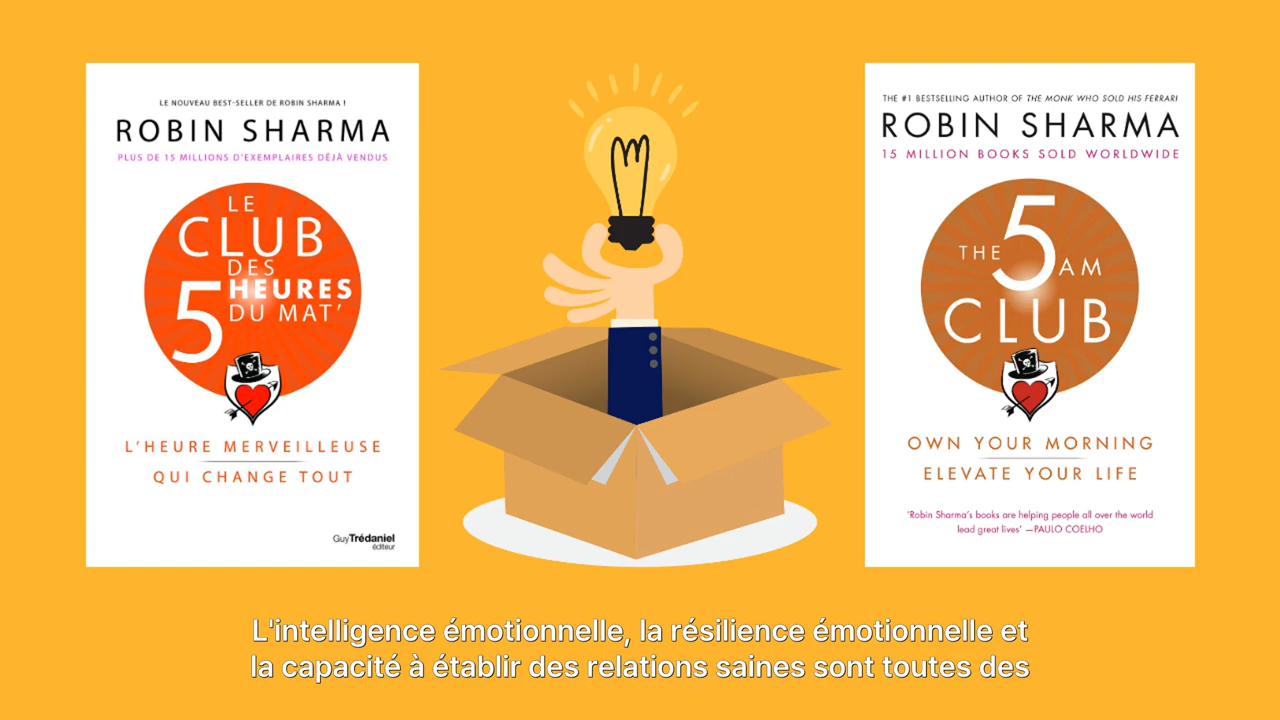 LE NOUVEAU BEST-SELLER DE ROBIN SHARMA !
ROBIN SHARMA
PLUS DE 15 MILLIONS D'EXEMPLAIRES DÉJÀ VENDUS
LE
CLUB
DES
5 HEURES
DU MAT'
L'HEURE MERVEILLEUSE
QUI CHANGE TOUT
Guy Trédaniel
éditeur
THE #1 BESTSELLING AUTHOR OF THE MONK WHO SOLD HIS FERRARI
ROBIN SHARMA
15 MILLION BOOKS SOLD WORLDWIDE
THE 5 AM
CLUB
OWN YOUR MORNING
ELEVATE YOUR LIFE
'Robin Sharma's books are helping people all over the world
lead great lives' —PAULO COELHO
L'intelligence émotionnelle, la résilience émotionnelle et
la capacité à établir des relations saines sont toutes des